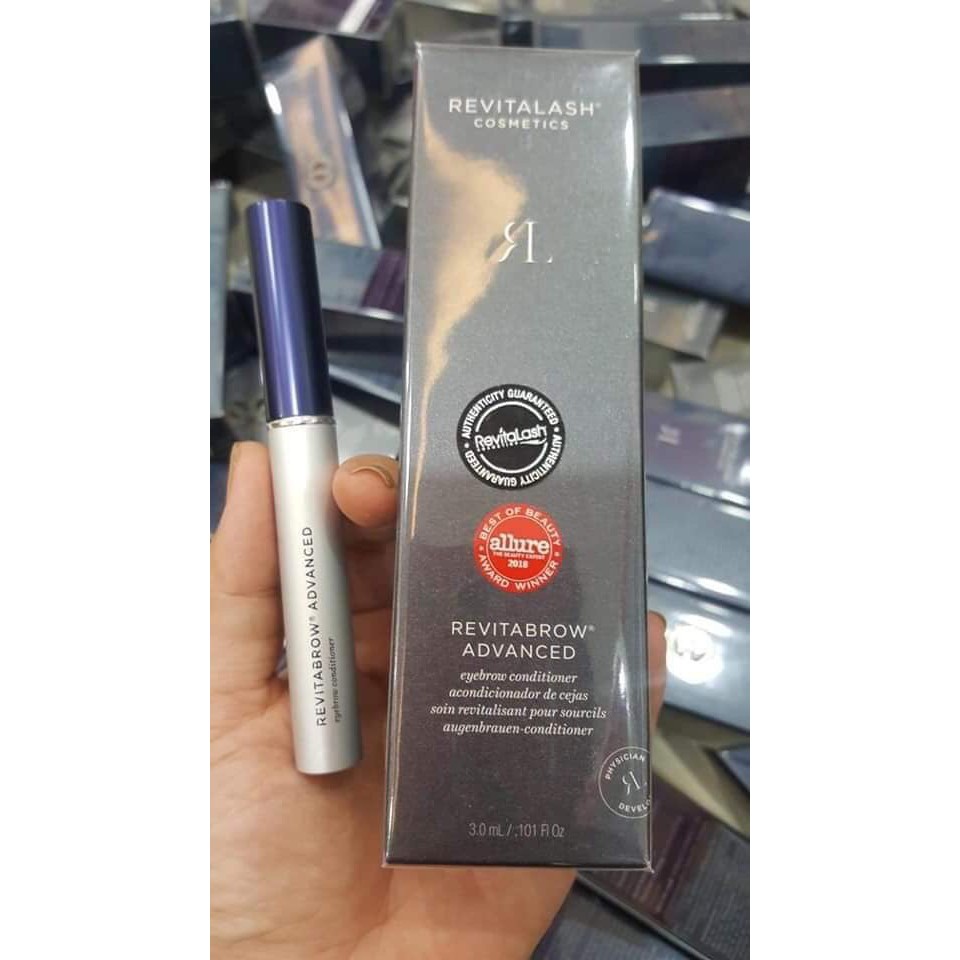 REVITALASH®
COSMETICS
RL
AUTHENTICITY GUARANTEED • AUTHENTICITY GUARANTEED •
RevitaLash
COSMETICS
BEST OF BEAUTY
allure
THE BEAUTY EXPERT
2018
AWARD WINNER
REVITABROW®
ADVANCED
eyebrow conditioner
acondicionador de cejas
soin revitalisant pour sourcils
augenbrauen-conditioner
PHYSICIAN
RL
DEVELO
3.0 mL / .101 Fl Oz
REVITABROW® ADVANCED
eyebrow conditioner